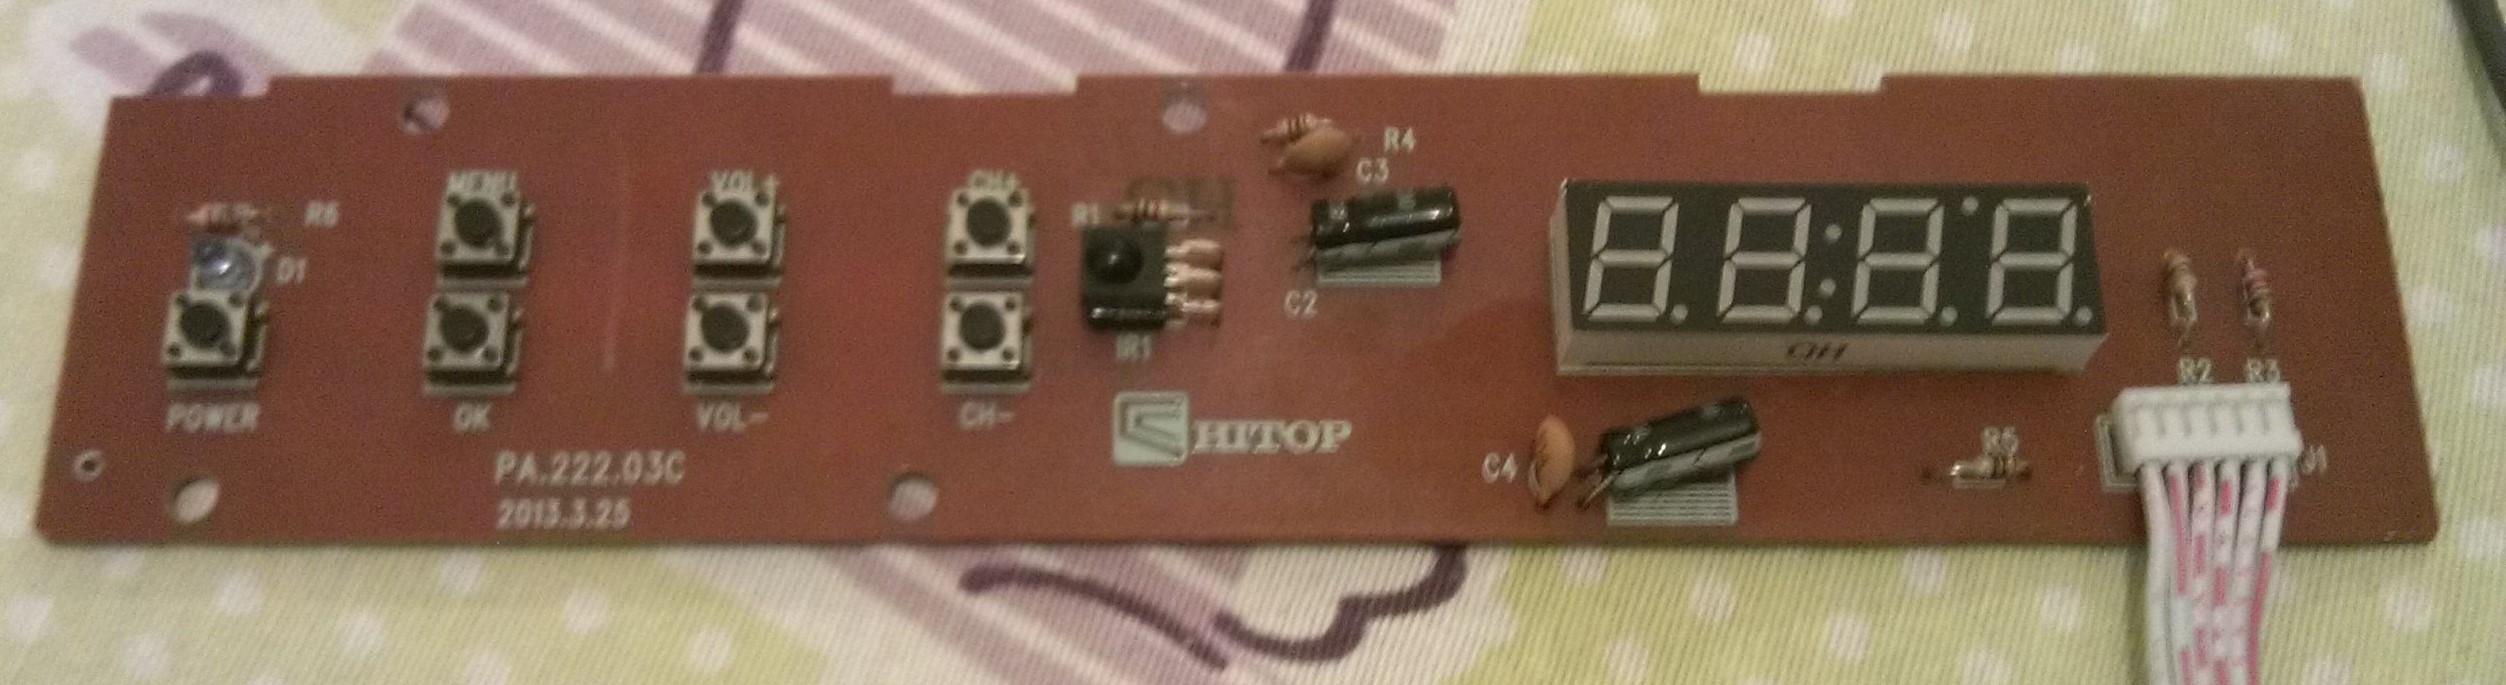 MENU
VOL+
CH+
R6
D1
R1
IR1
R4
C3
C2
POWER
OK
VOL-
CH-
HITOP
PA.222.03C
2013.3.25
C4
R5
R2
R3
J1